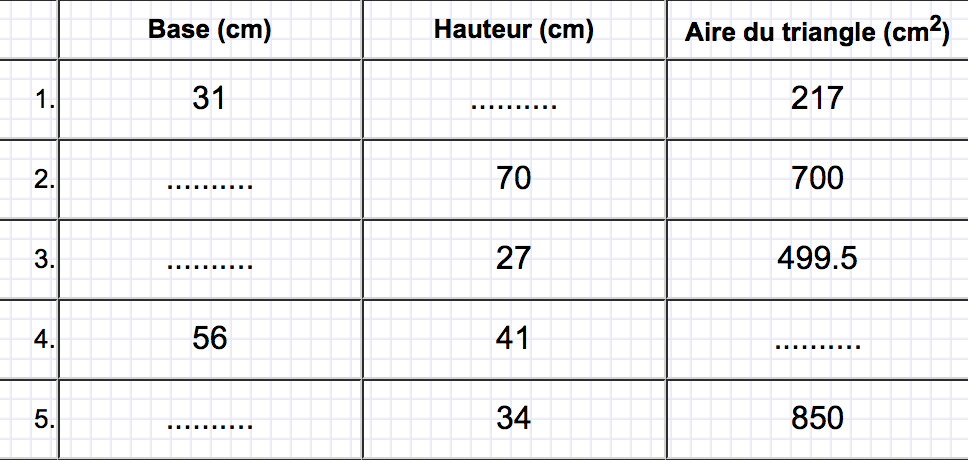 Base (cm) Hauteur (cm) Aire du triangle (cm²)
1. 31 .......... 217
2. .......... 70 700
3. .......... 27 499.5
4. 56 41 ..........
5. .......... 34 850